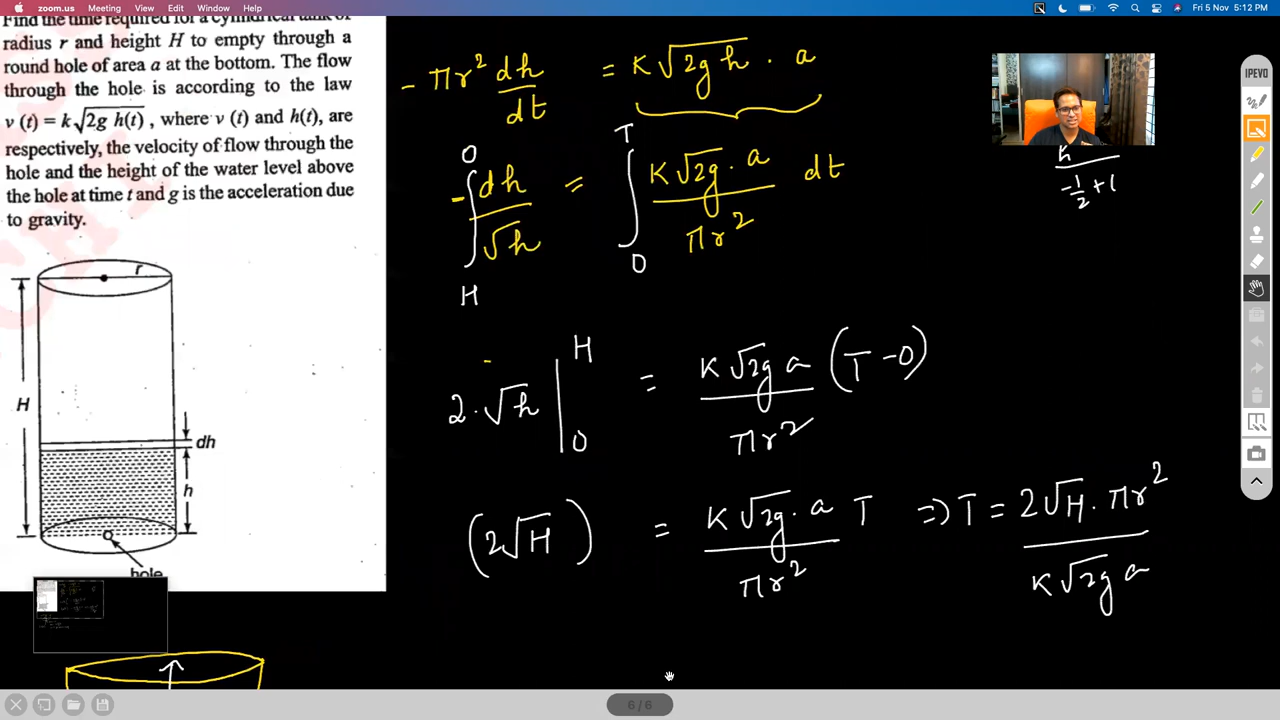 zoom.us Meeting View Edit Window Help
Fri 5 Nov 5:12 PM
Find the time required for a cylindrical tank of
radius r and height H to empty through a
round hole of area a at the bottom. The flow
through the hole is according to the law
v (t) = k√2g h(t) , where v (t) and h(t), are
respectively, the velocity of flow through the
hole and the height of the water level above
the hole at time t and g is the acceleration due
to gravity.
r
H
dh
h
hole
- πr² dh/dt = K√2gh · a
∫_H^0 -dh/√h = ∫_0^T K√2g · a / πr² dt
2·√h |_0^H = K√2g a / πr² (T-0)
(2√H) = K√2g · a / πr² T ⇒ T = 2√H · πr² / K√2g a
-1/2 + 1
IPEVO
6 / 6